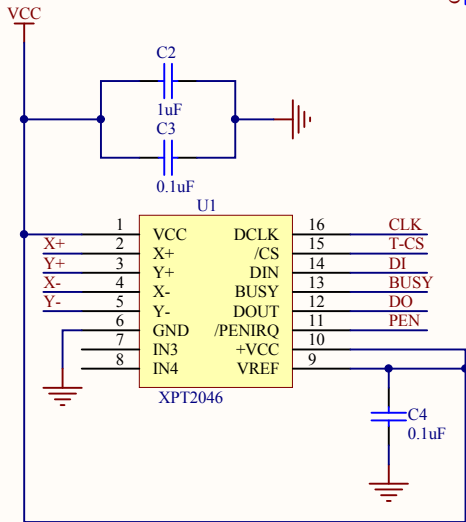 VCC
C2
1uF
C3
0.1uF
U1
1 VCC DCLK 16 CLK
X+ 2 X+ /CS 15 T-CS
Y+ 3 Y+ DIN 14 DI
X- 4 X- BUSY 13 BUSY
Y- 5 Y- DOUT 12 DO
6 GND /PENIRQ 11 PEN
7 IN3 +VCC 10
8 IN4 VREF 9
XPT2046
C4
0.1uF